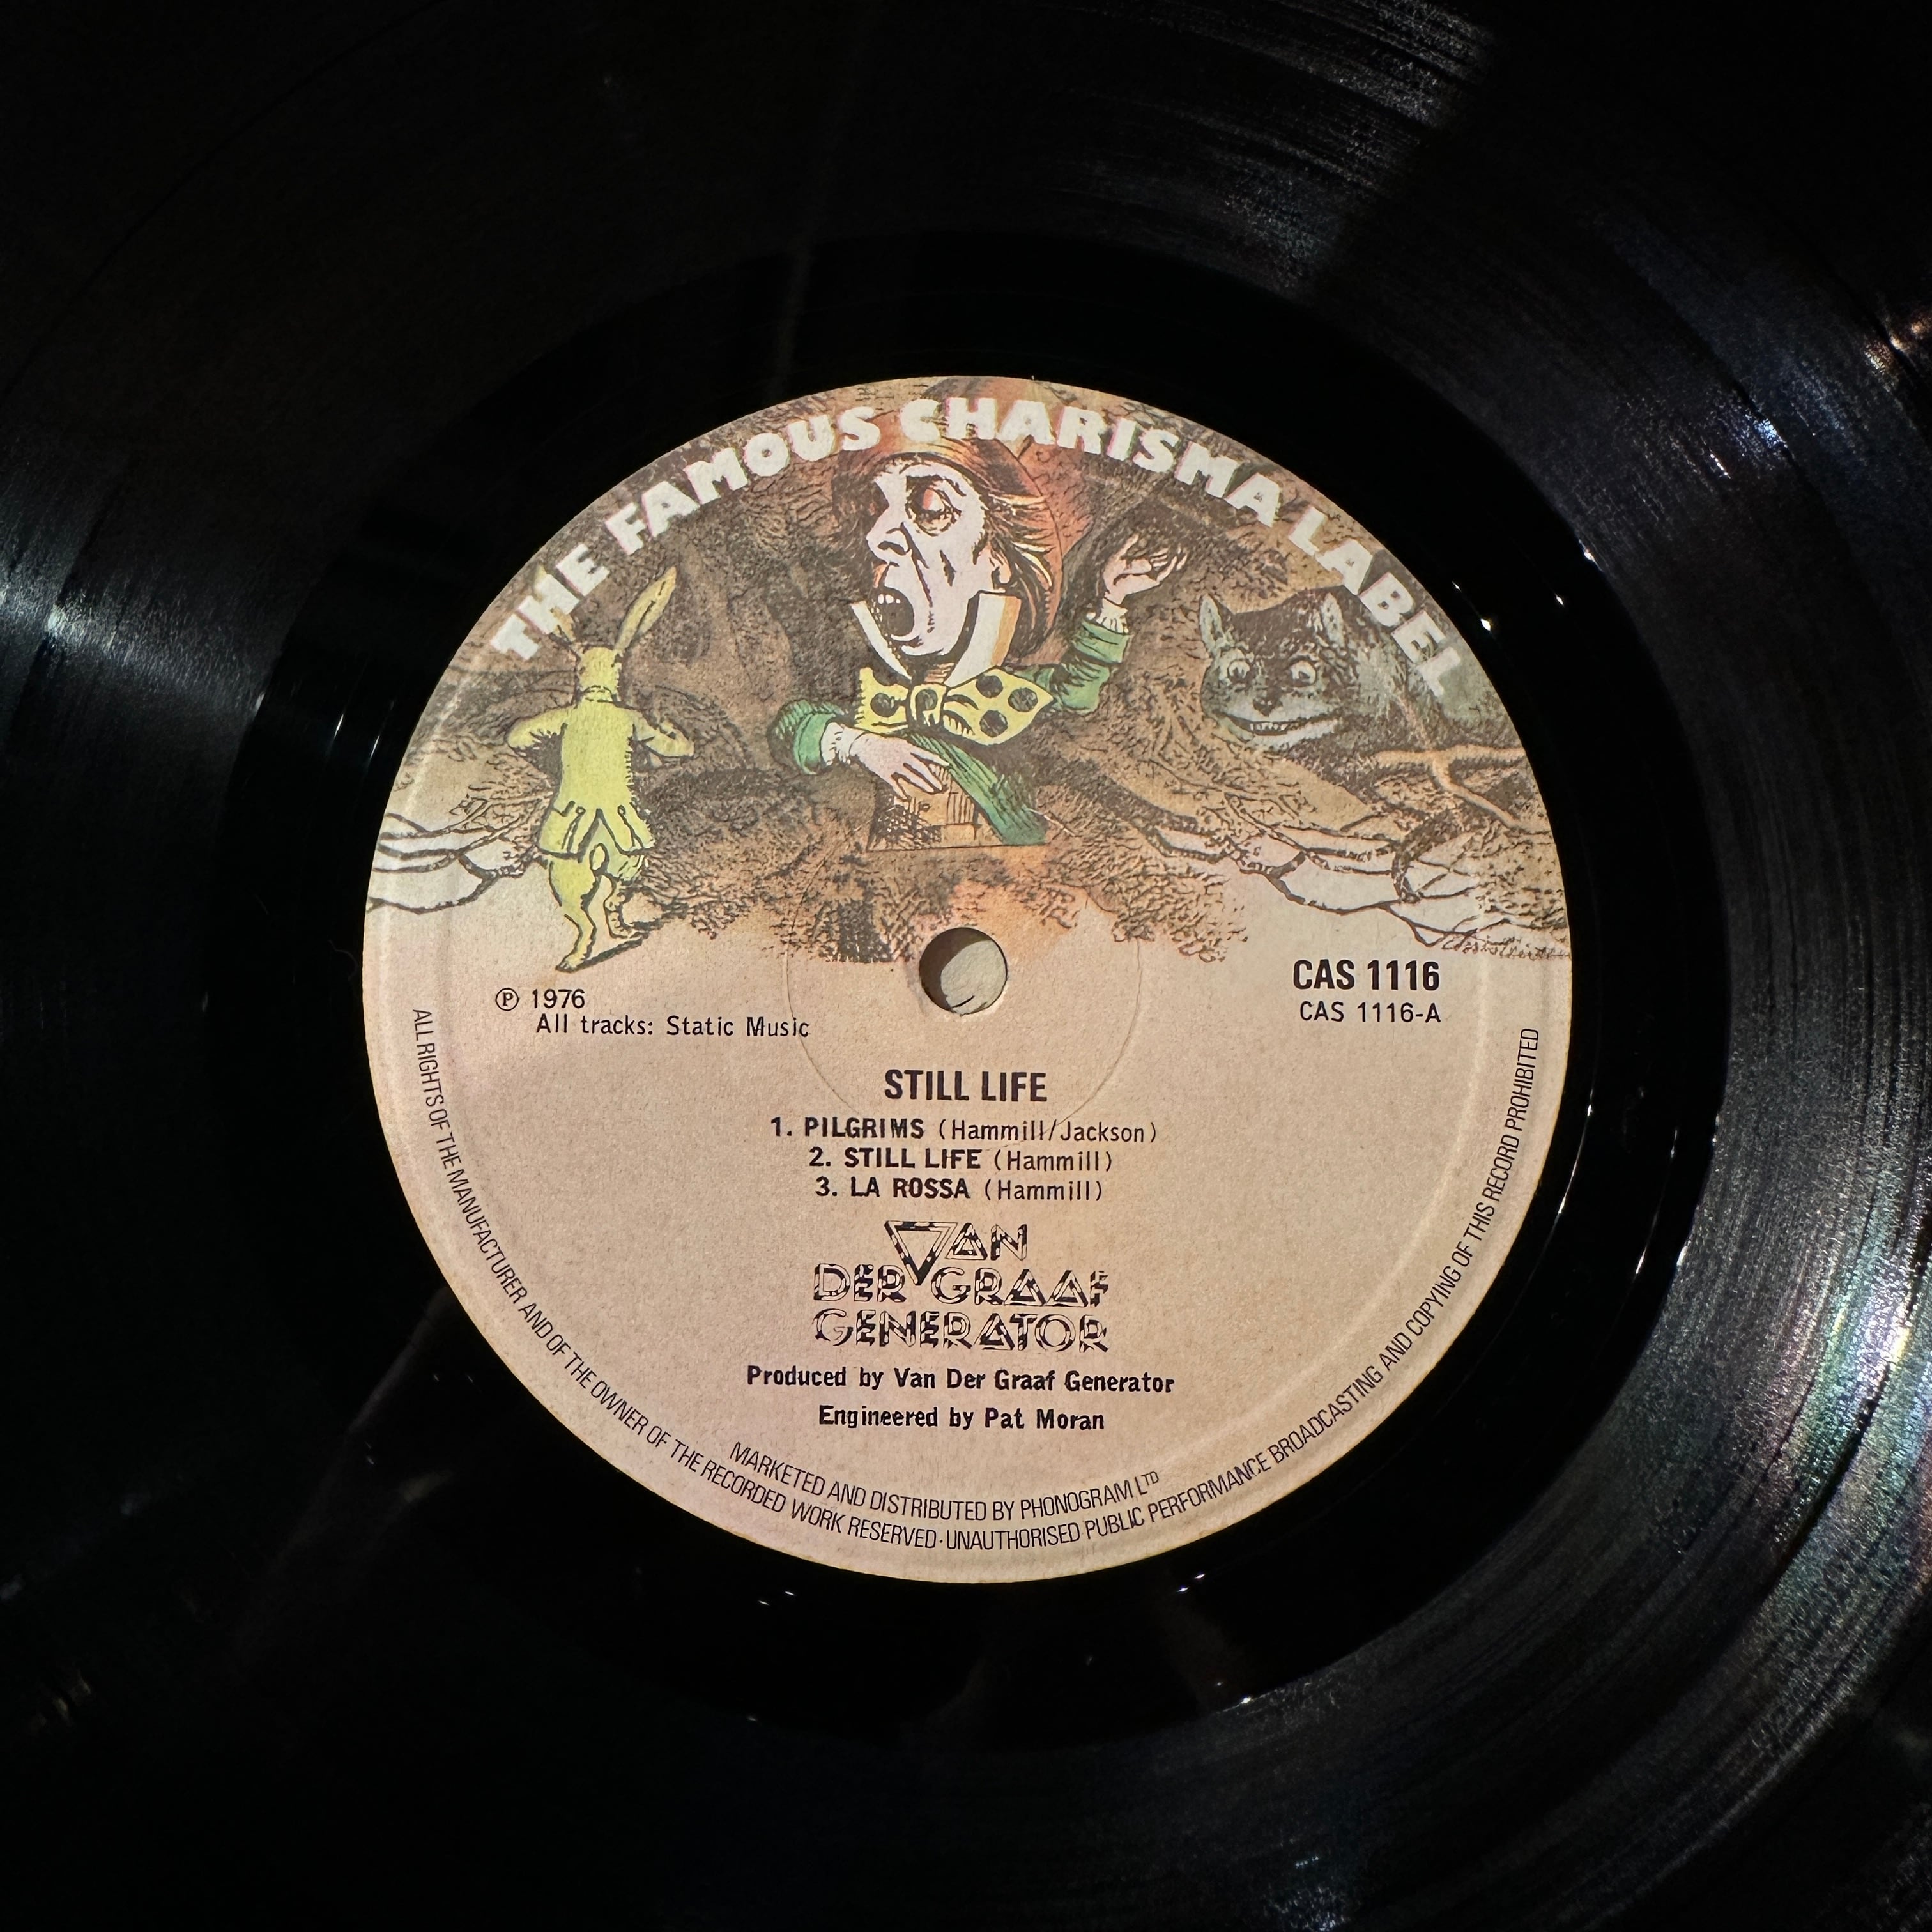 THE FAMOUS CHARISMA LABEL
CAS 1116
CAS 1116-A
℗ 1976
All tracks: Static Music
STILL LIFE
1. PILGRIMS (Hammill/Jackson)
2. STILL LIFE (Hammill)
3. LA ROSSA (Hammill)
VAN
DER GRAAF
GENERATOR
Produced by Van Der Graaf Generator
Engineered by Pat Moran
MARKETED AND DISTRIBUTED BY PHONOGRAM LTD
ALL RIGHTS OF THE MANUFACTURER AND OF THE OWNER OF THE RECORDED WORK RESERVED · UNAUTHORISED PUBLIC PERFORMANCE BROADCASTING AND COPYING OF THIS RECORD PROHIBITED